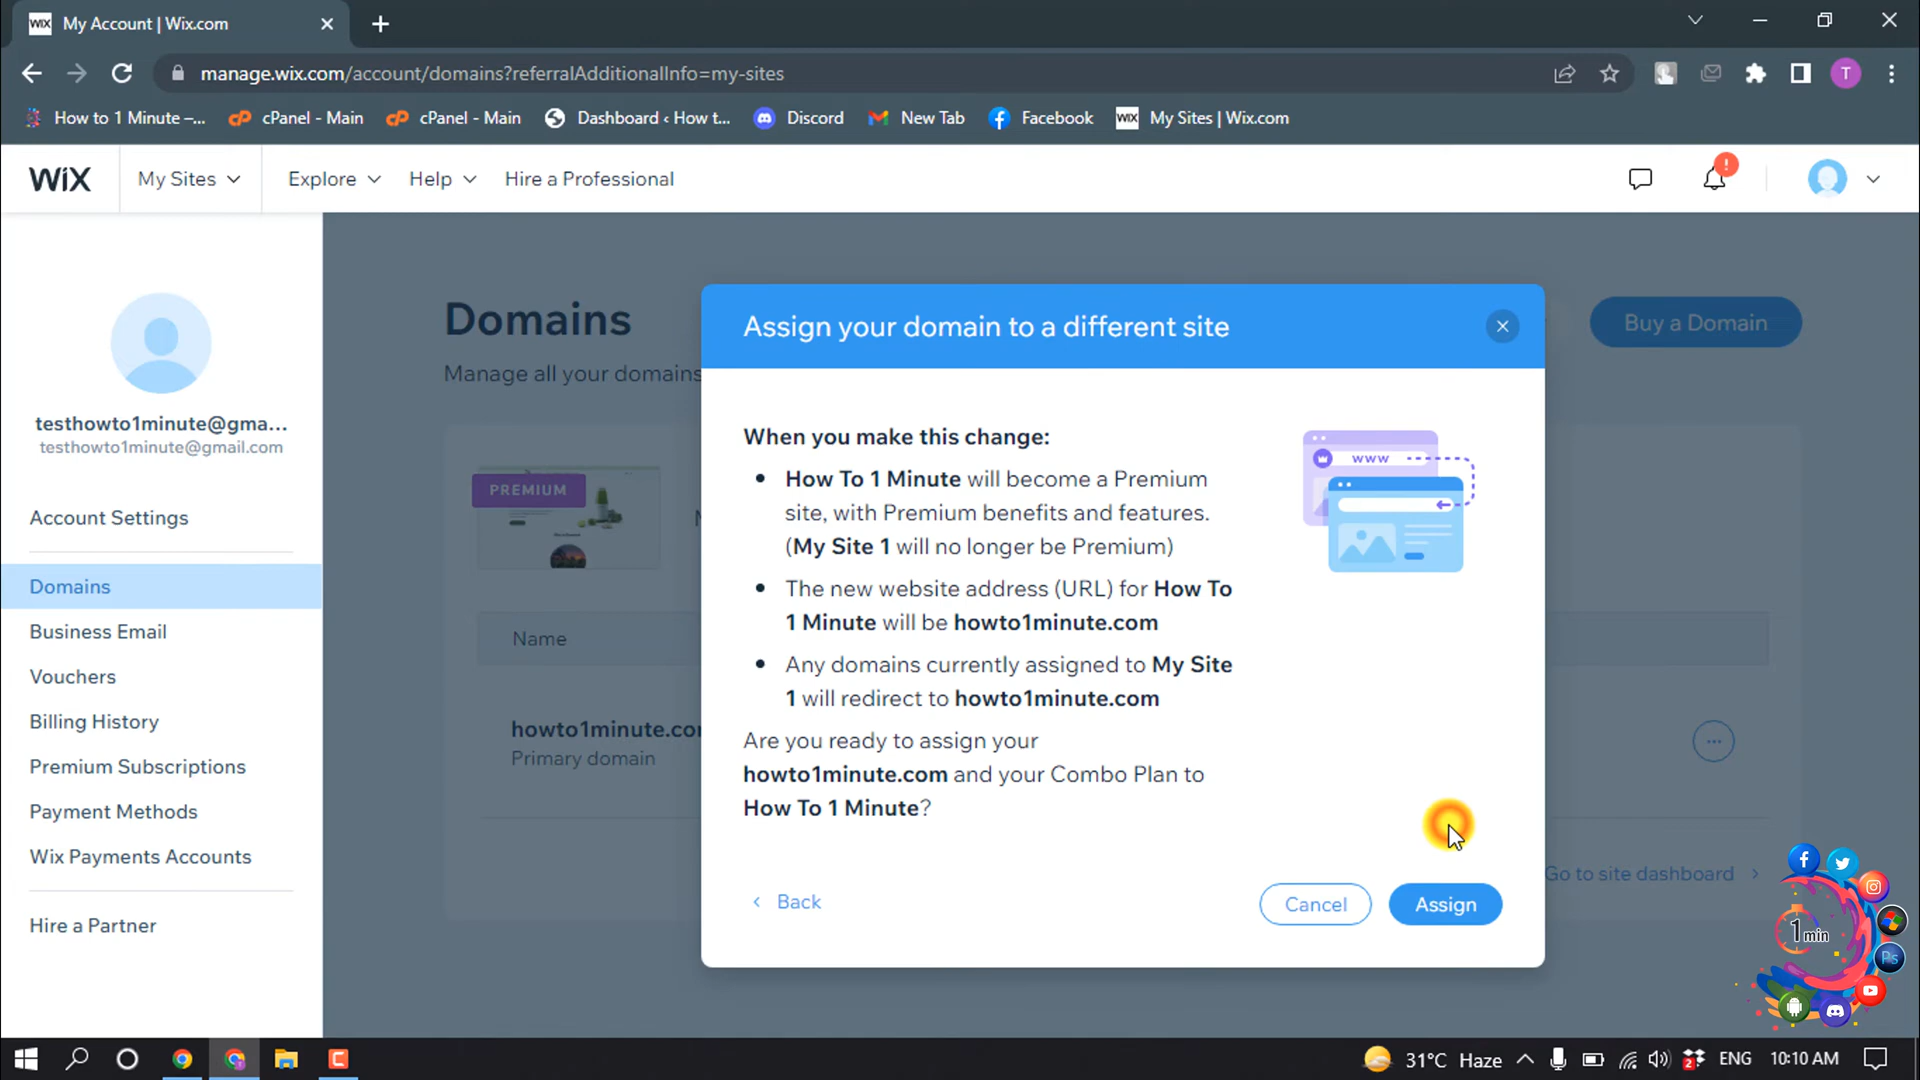 WiX My Account | Wix.com
manage.wix.com/account/domains?referralAdditionalInfo=my-sites
T
How to 1 Minute –...
cPanel - Main
cPanel - Main
Dashboard ‹ How t...
Discord
New Tab
Facebook
WiX My Sites | Wix.com
WiX
My Sites
Explore
Help
Hire a Professional
!
Domains
Buy a Domain
Manage all your domains
testhowto1minute@gma...
testhowto1minute@gmail.com
Account Settings
Domains
Business Email
Vouchers
Billing History
Premium Subscriptions
Payment Methods
Wix Payments Accounts
Hire a Partner
PREMIUM
Name
howto1minute.co
Primary domain
Go to site dashboard
Assign your domain to a different site
When you make this change:
How To 1 Minute will become a Premium
site, with Premium benefits and features.
(My Site 1 will no longer be Premium)
The new website address (URL) for How To
1 Minute will be howto1minute.com
Any domains currently assigned to My Site
1 will redirect to howto1minute.com
Are you ready to assign your
howto1minute.com and your Combo Plan to
How To 1 Minute?
www
Back
Cancel
Assign
1 min
Ps
31°C Haze
2
ENG
10:10 AM